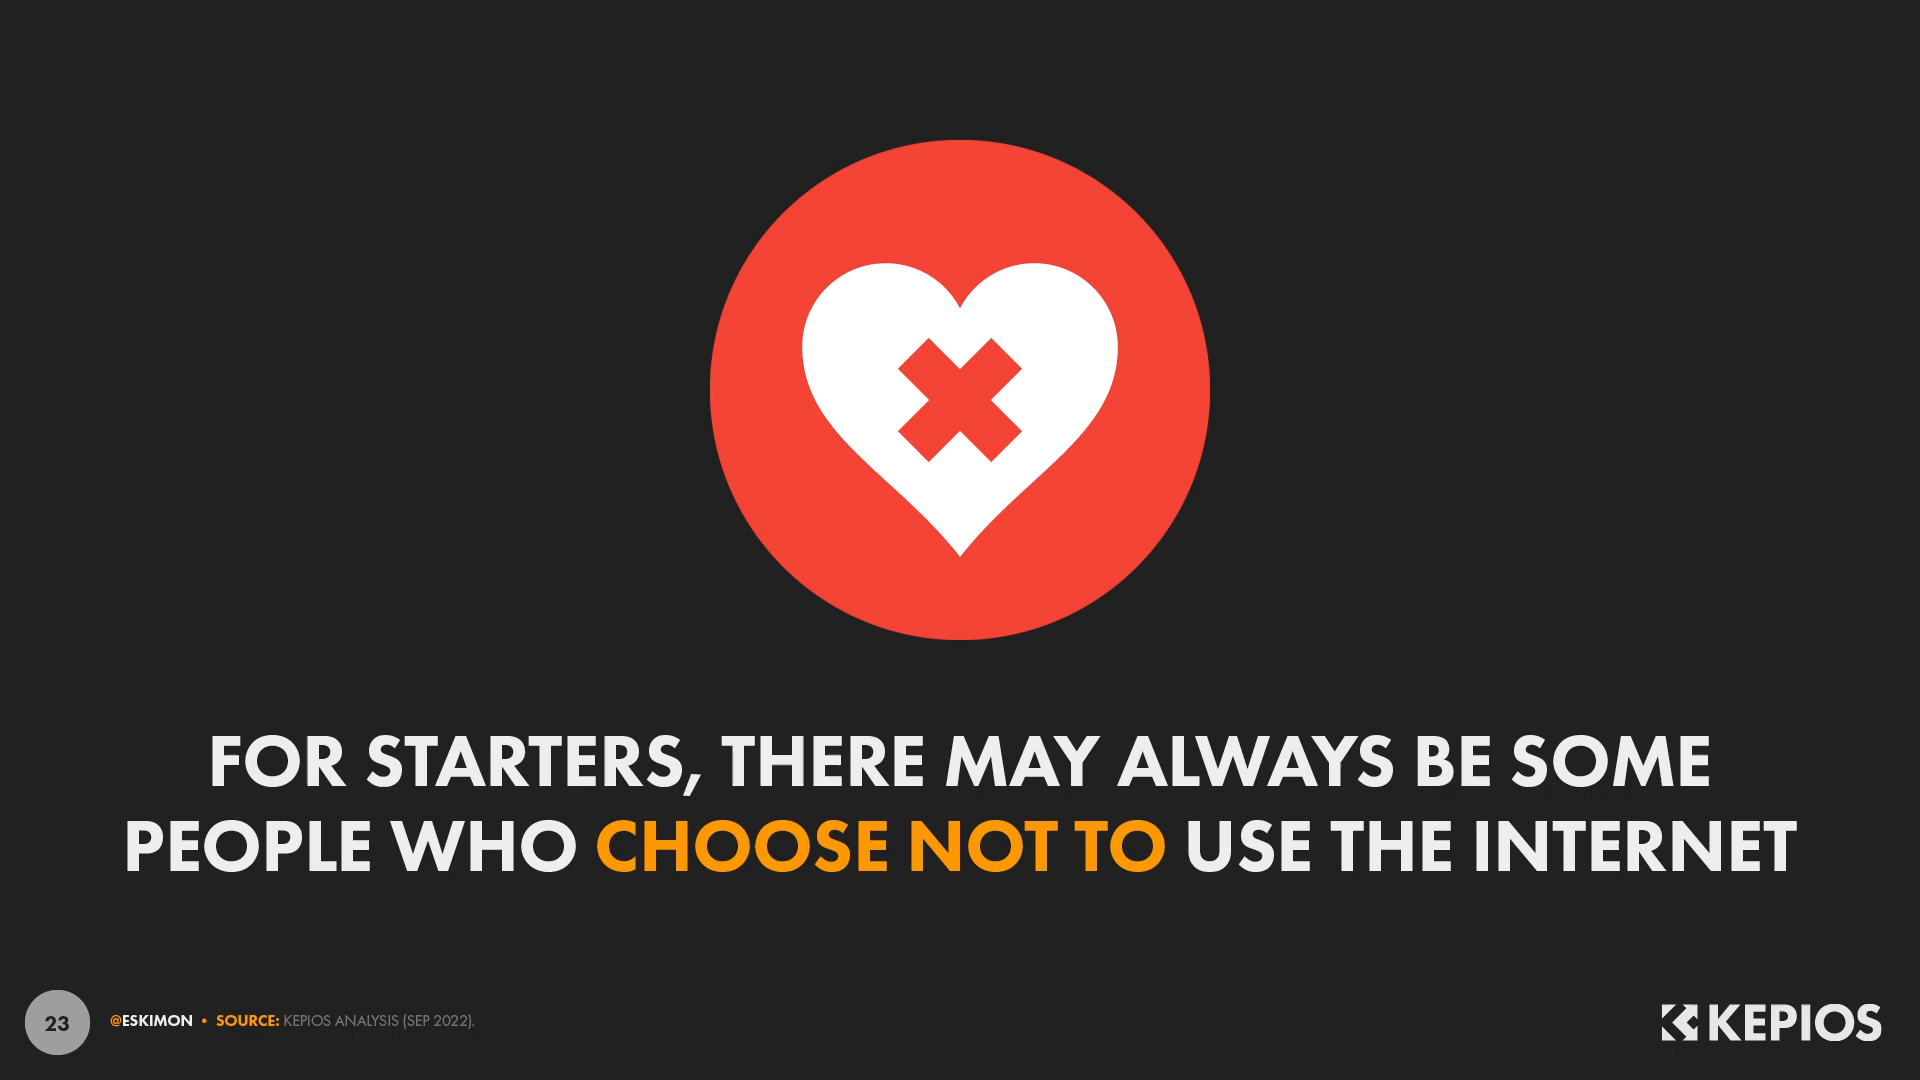 FOR STARTERS, THERE MAY ALWAYS BE SOME
PEOPLE WHO CHOOSE NOT TO USE THE INTERNET
23
@ESKIMON • SOURCE: KEPIOS ANALYSIS (SEP 2022).
KEPIOS